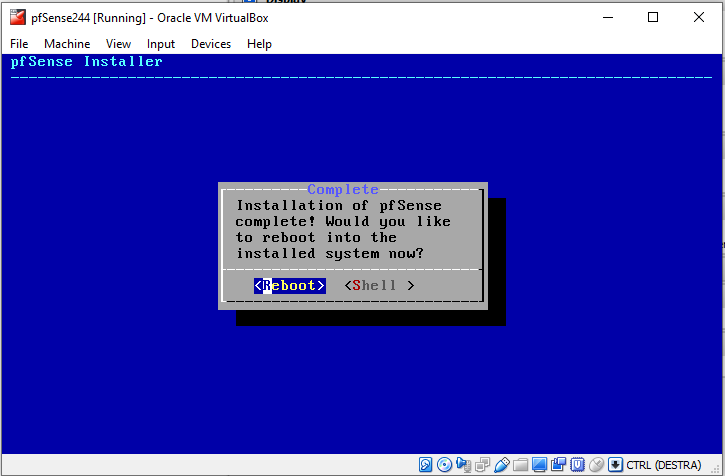 pfSense244 [Running] - Oracle VM VirtualBox
File Machine View Input Devices Help
pfSense Installer
Complete
Installation of pfSense
complete! Would you like
to reboot into the
installed system now?
<Reboot> <Shell >
CTRL (DESTRA)